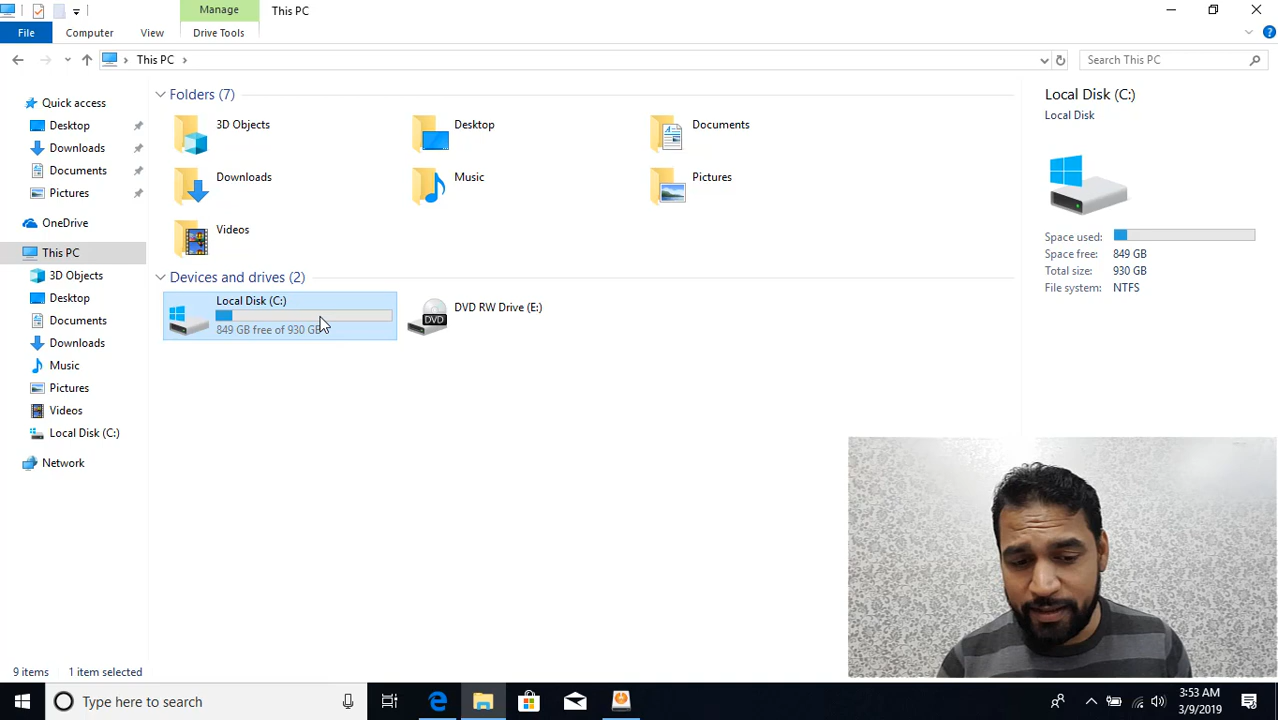 Manage
This PC
File
Computer
View
Drive Tools
This PC
Search This PC
Quick access
Desktop
Downloads
Documents
Pictures
OneDrive
This PC
3D Objects
Desktop
Documents
Downloads
Music
Pictures
Videos
Local Disk (C:)
Network
Folders (7)
3D Objects
Desktop
Documents
Downloads
Music
Pictures
Videos
Devices and drives (2)
Local Disk (C:)
849 GB free of 930 GB
DVD RW Drive (E:)
DVD
Local Disk (C:)
Local Disk
Space used:
Space free: 849 GB
Total size: 930 GB
File system: NTFS
9 items 1 item selected
Type here to search
3:53 AM
3/9/2019